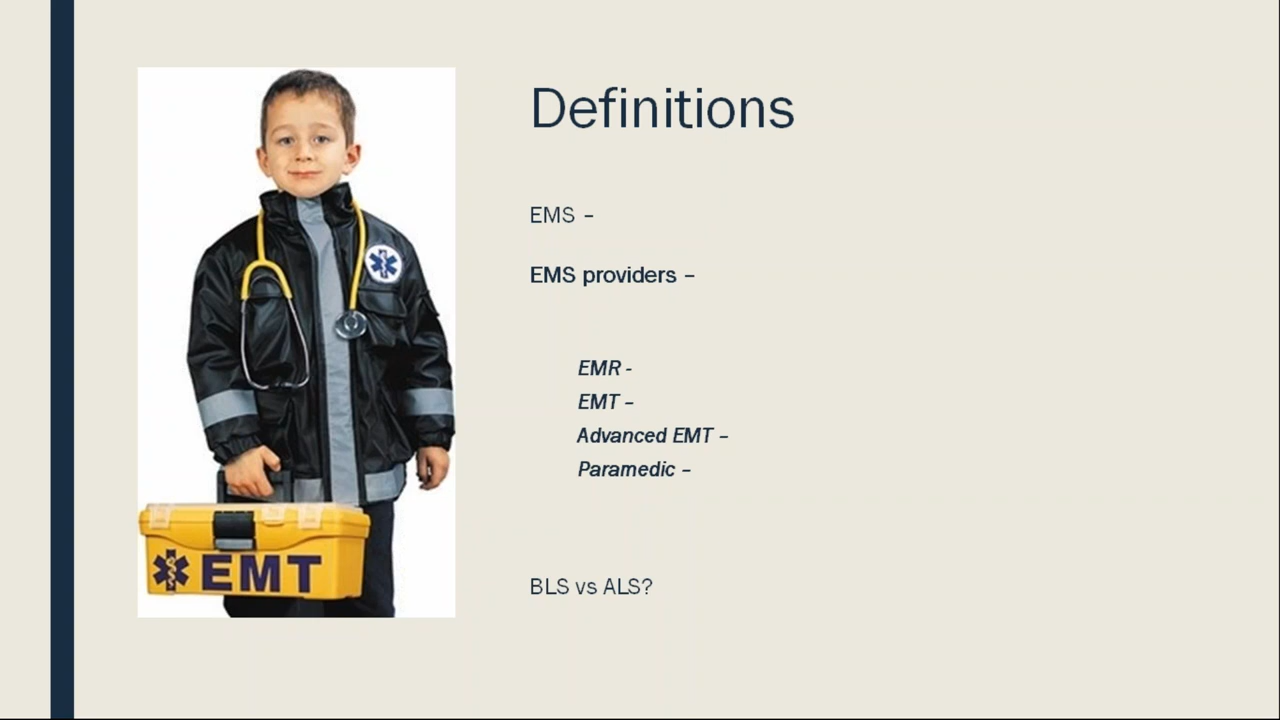 Definitions
EMS –
EMS providers –
EMR -
EMT –
Advanced EMT –
Paramedic –
EMT
BLS vs ALS?